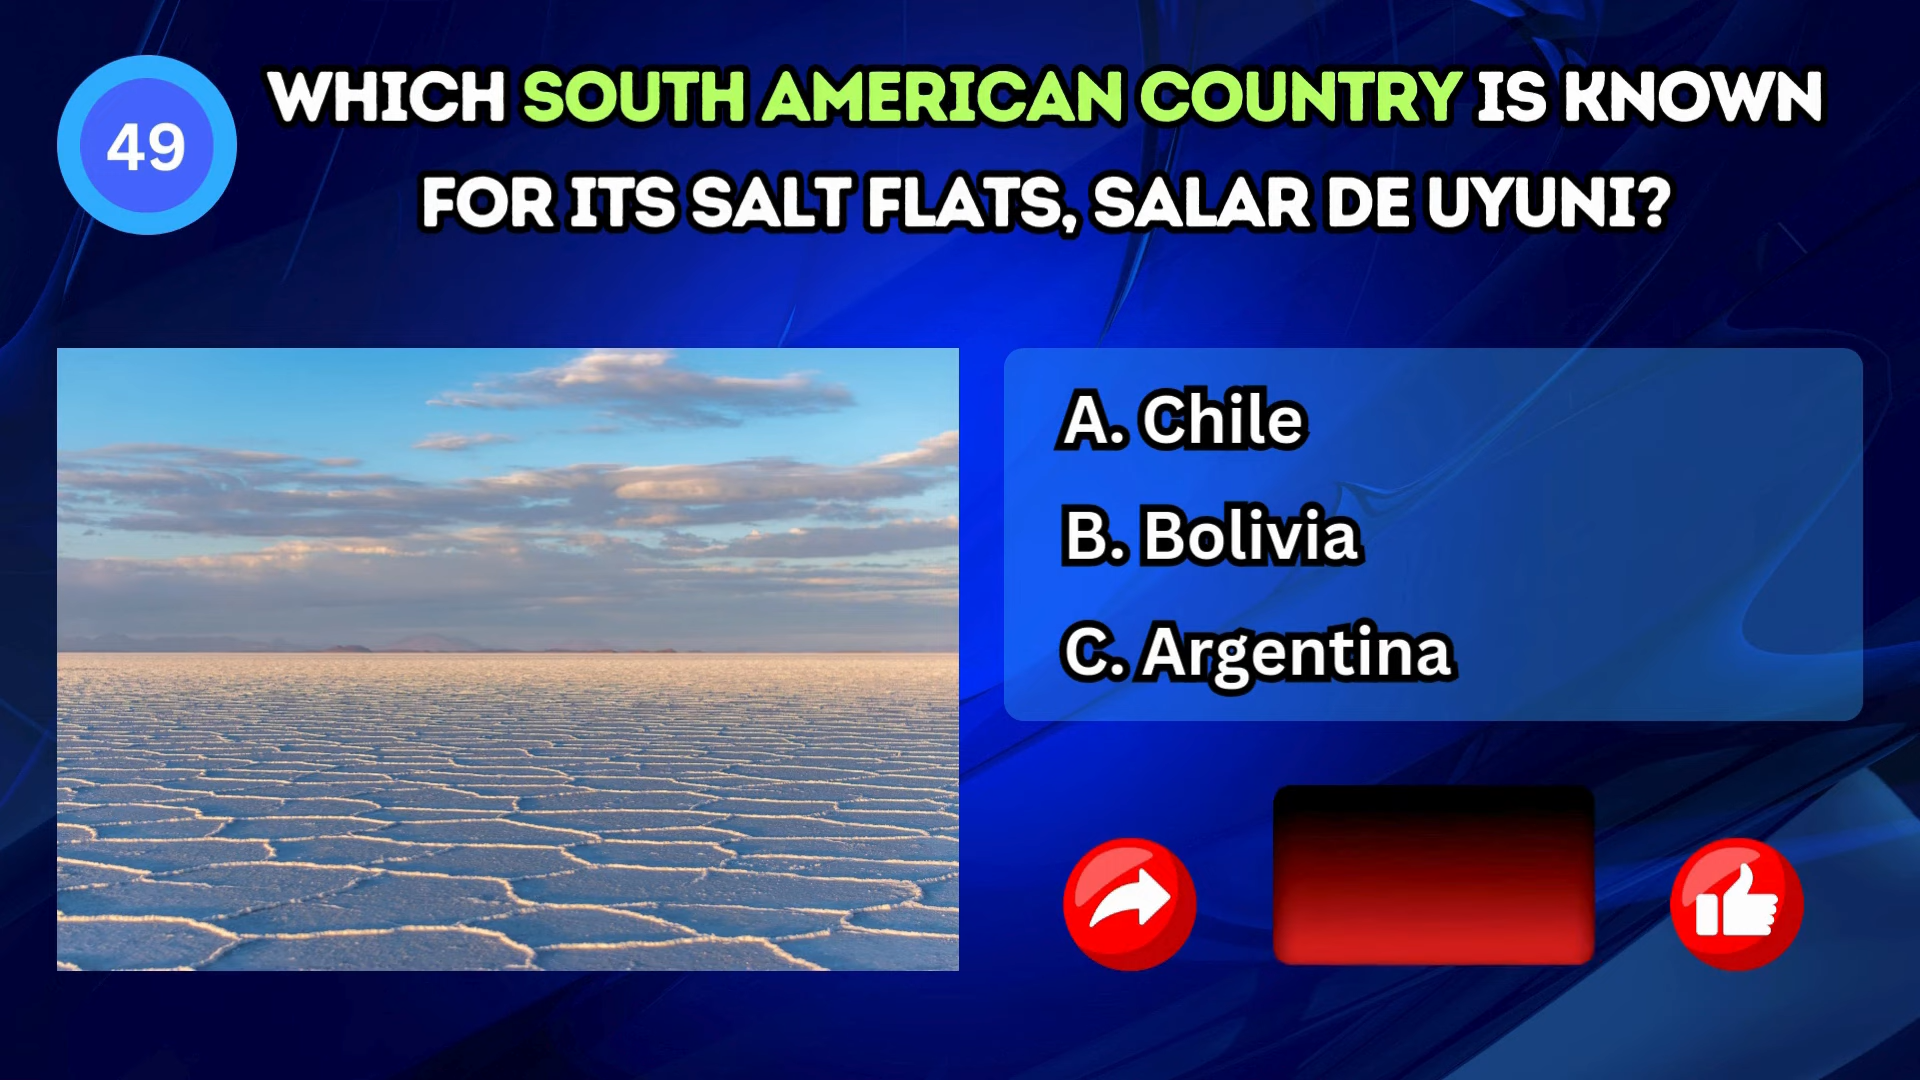 49
WHICH SOUTH AMERICAN COUNTRY IS KNOWN
FOR ITS SALT FLATS, SALAR DE UYUNI?
A. Chile
B. Bolivia
C. Argentina